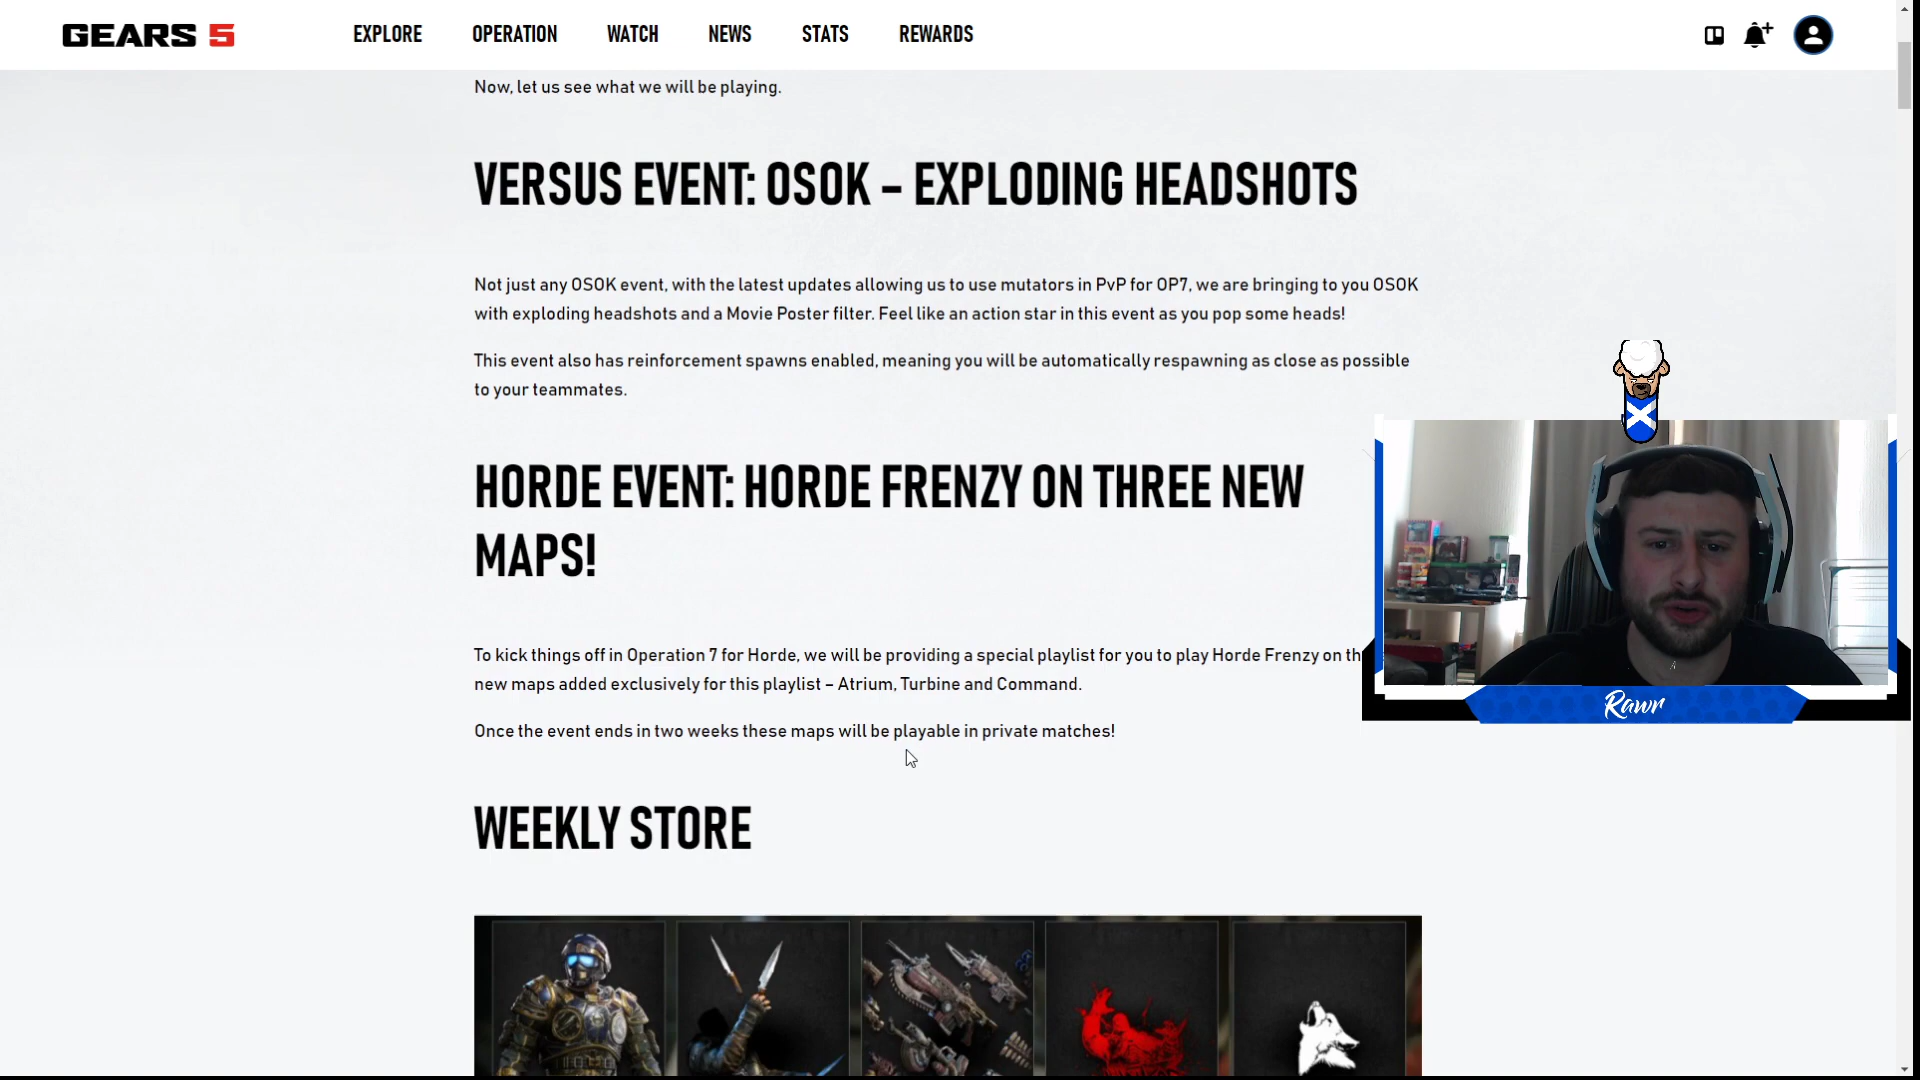 GEARS 5
EXPLORE
OPERATION
WATCH
NEWS
STATS
REWARDS
Now, let us see what we will be playing.
VERSUS EVENT: OSOK – EXPLODING HEADSHOTS
Not just any OSOK event, with the latest updates allowing us to use mutators in PvP for OP7, we are bringing to you OSOK
with exploding headshots and a Movie Poster filter. Feel like an action star in this event as you pop some heads!
This event also has reinforcement spawns enabled, meaning you will be automatically respawning as close as possible
to your teammates.
HORDE EVENT: HORDE FRENZY ON THREE NEW
MAPS!
To kick things off in Operation 7 for Horde, we will be providing a special playlist for you to play Horde Frenzy on
new maps added exclusively for this playlist – Atrium, Turbine and Command.
Once the event ends in two weeks these maps will be playable in private matches!
Rawr
WEEKLY STORE